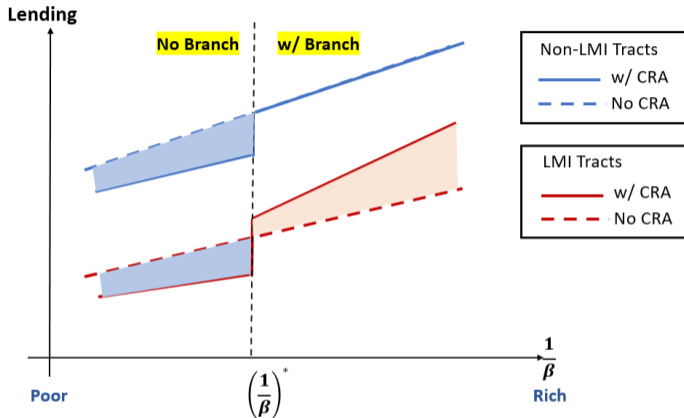 Lending
No Branch
w/ Branch
Non-LMI Tracts
w/ CRA
No CRA
LMI Tracts
w/ CRA
No CRA
Poor
(1/β)*
Rich
1/β